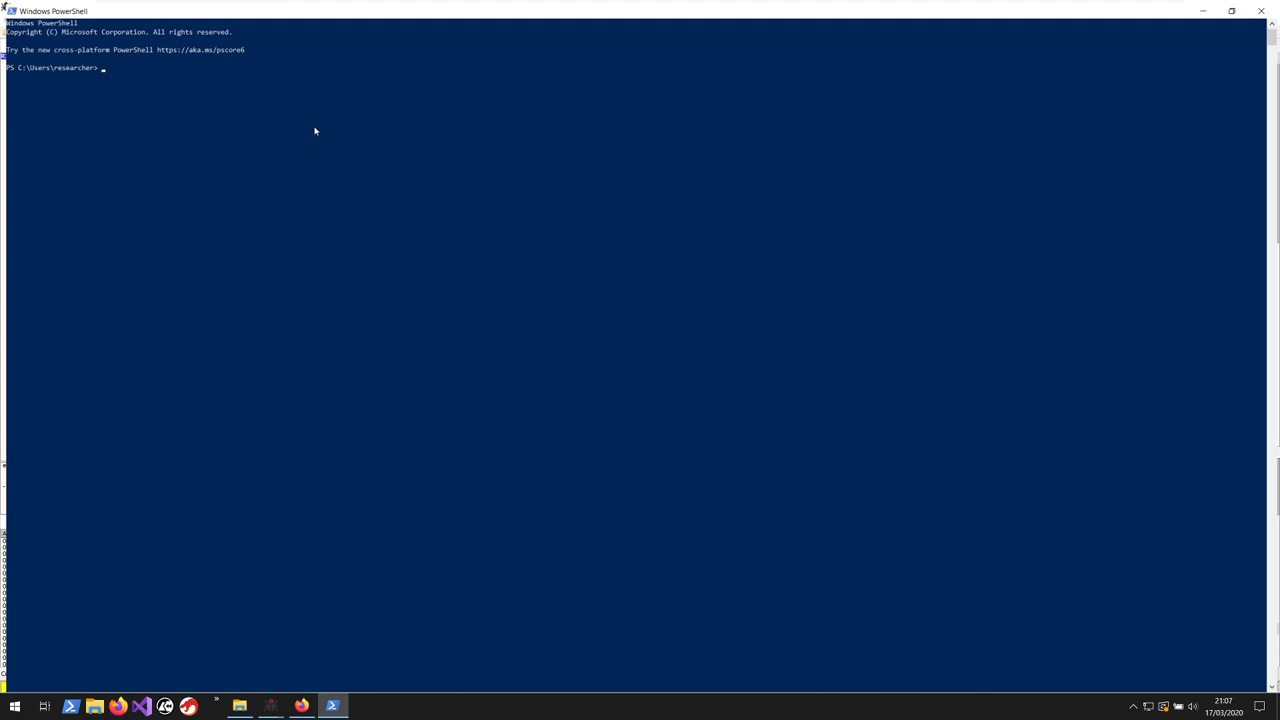 Windows PowerShell
Windows PowerShell
Copyright (C) Microsoft Corporation. All rights reserved.
Try the new cross-platform PowerShell https://aka.ms/pscore6
PS C:\Users\researcher>
21:07
17/03/2020